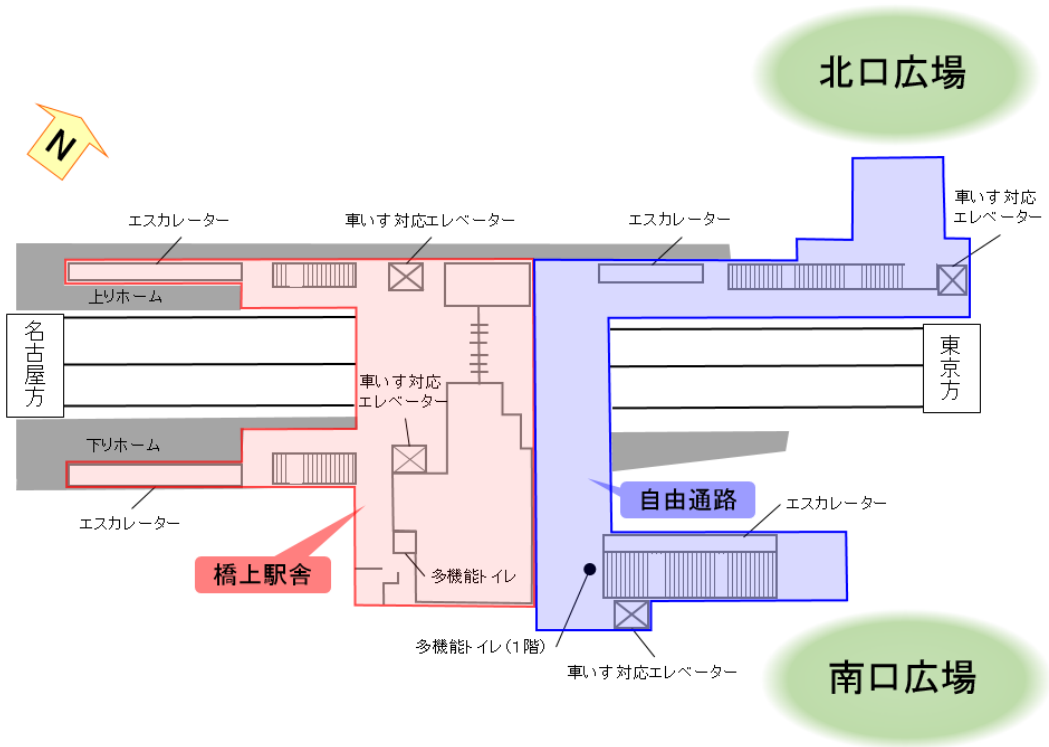 北口広場
N
車いす対応
エレベーター
エスカレーター
車いす対応エレベーター
エスカレーター
上りホーム
名古屋方
東京方
車いす対応
エレベーター
下りホーム
自由通路
エスカレーター
エスカレーター
橋上駅舎
多機能トイレ
多機能トイレ(1階)
車いす対応エレベーター
南口広場